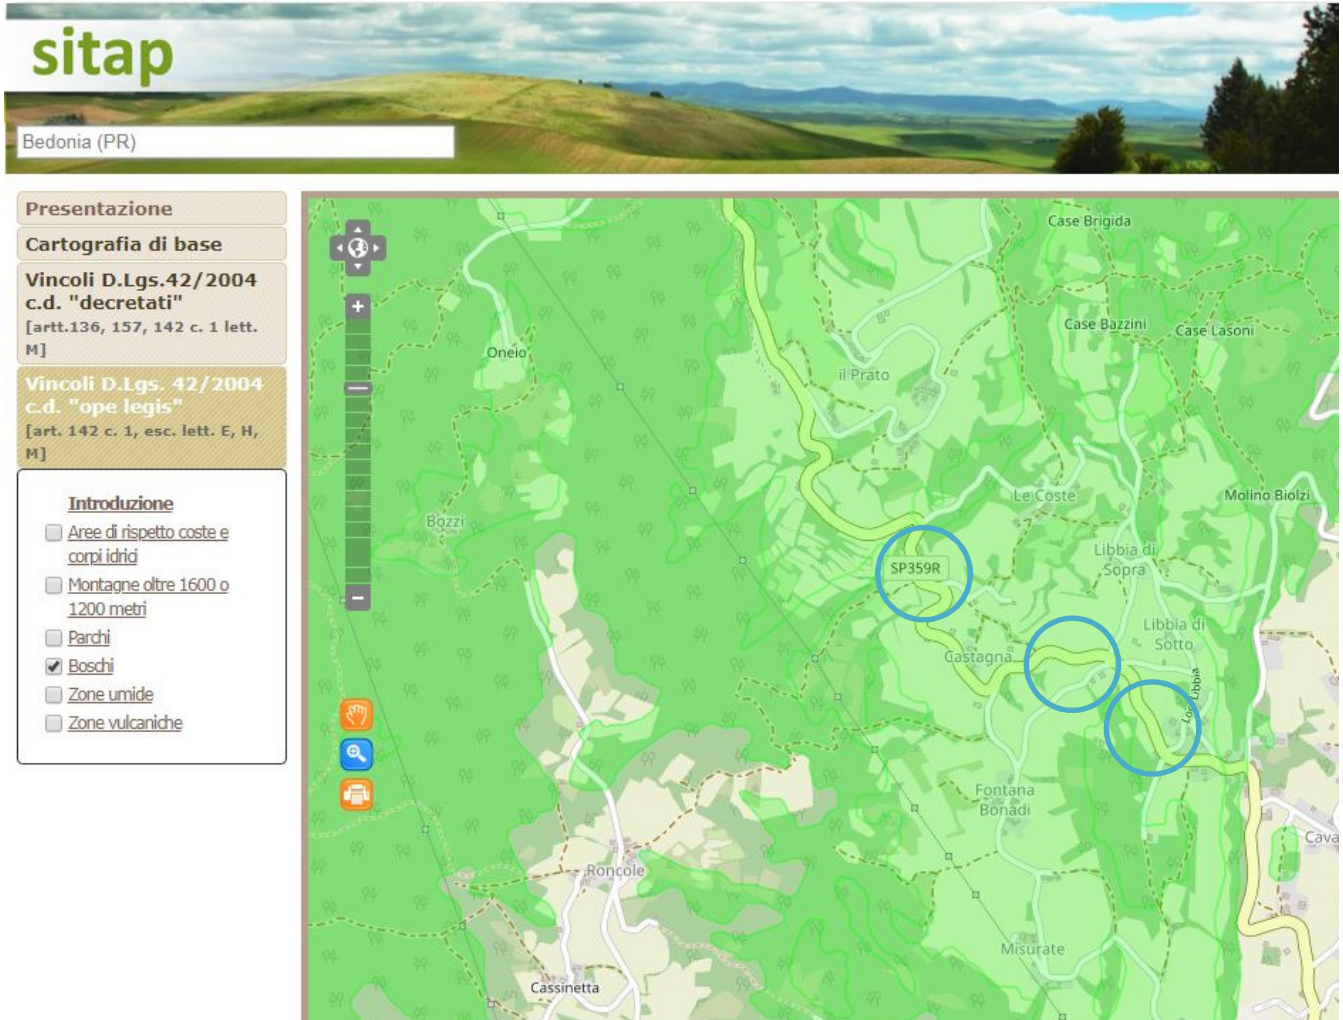 sitap
Bedonia (PR)
Presentazione
Cartografia di base
Vincoli D.Lgs.42/2004
c.d. "decretati"
[artt.136, 157, 142 c. 1 lett.
M]
Vincoli D.Lgs. 42/2004
c.d. "ope legis"
[art. 142 c. 1, esc. lett. E, H,
M]
Introduzione
Aree di rispetto coste e
corpi idrici
Montagne oltre 1600 o
1200 metri
Parchi
Boschi
Zone umide
Zone vulcaniche
Case Brigida
Case Bazzini
Case Lasoni
Oneio
il Prato
Le Coste
Molino Biolzi
Bozzi
Libbia di
Sopra
SP359R
Libbia di
Sotto
Castagna
Loc. Libbia
Fontana
Bonadi
Cava
Roncole
Misurate
Cassinetta